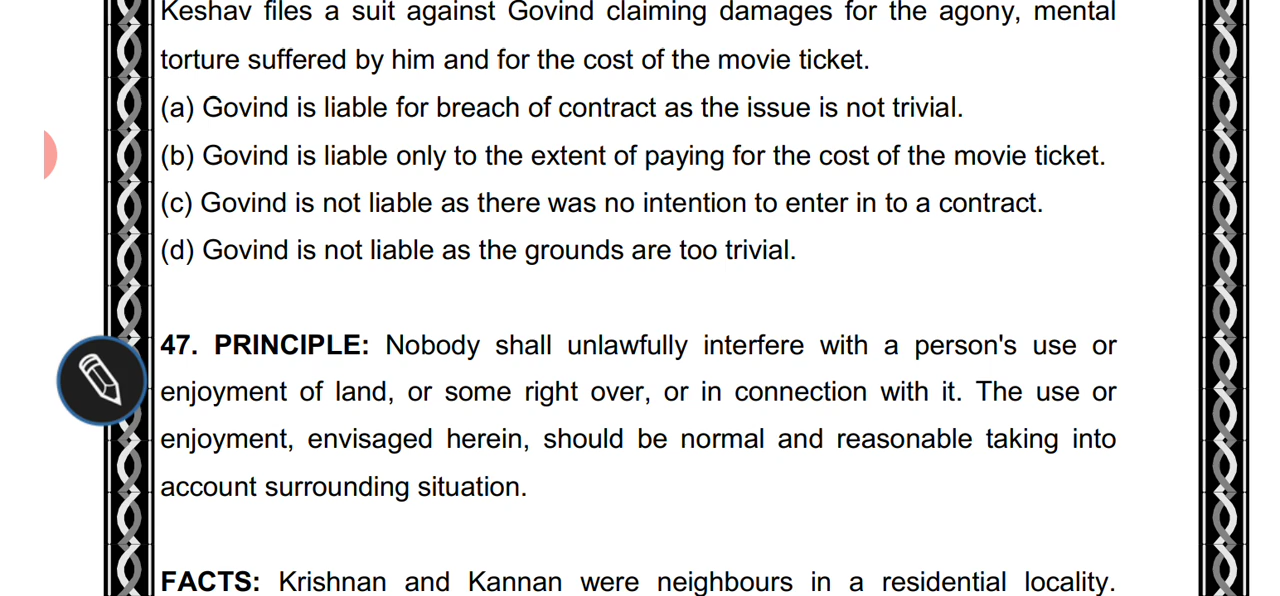 Keshav files a suit against Govind claiming damages for the agony, mental
torture suffered by him and for the cost of the movie ticket.
(a) Govind is liable for breach of contract as the issue is not trivial.
(b) Govind is liable only to the extent of paying for the cost of the movie ticket.
(c) Govind is not liable as there was no intention to enter in to a contract.
(d) Govind is not liable as the grounds are too trivial.
47. PRINCIPLE: Nobody shall unlawfully interfere with a person's use or
enjoyment of land, or some right over, or in connection with it. The use or
enjoyment, envisaged herein, should be normal and reasonable taking into
account surrounding situation.
FACTS: Krishnan and Kannan were neighbours in a residential locality.